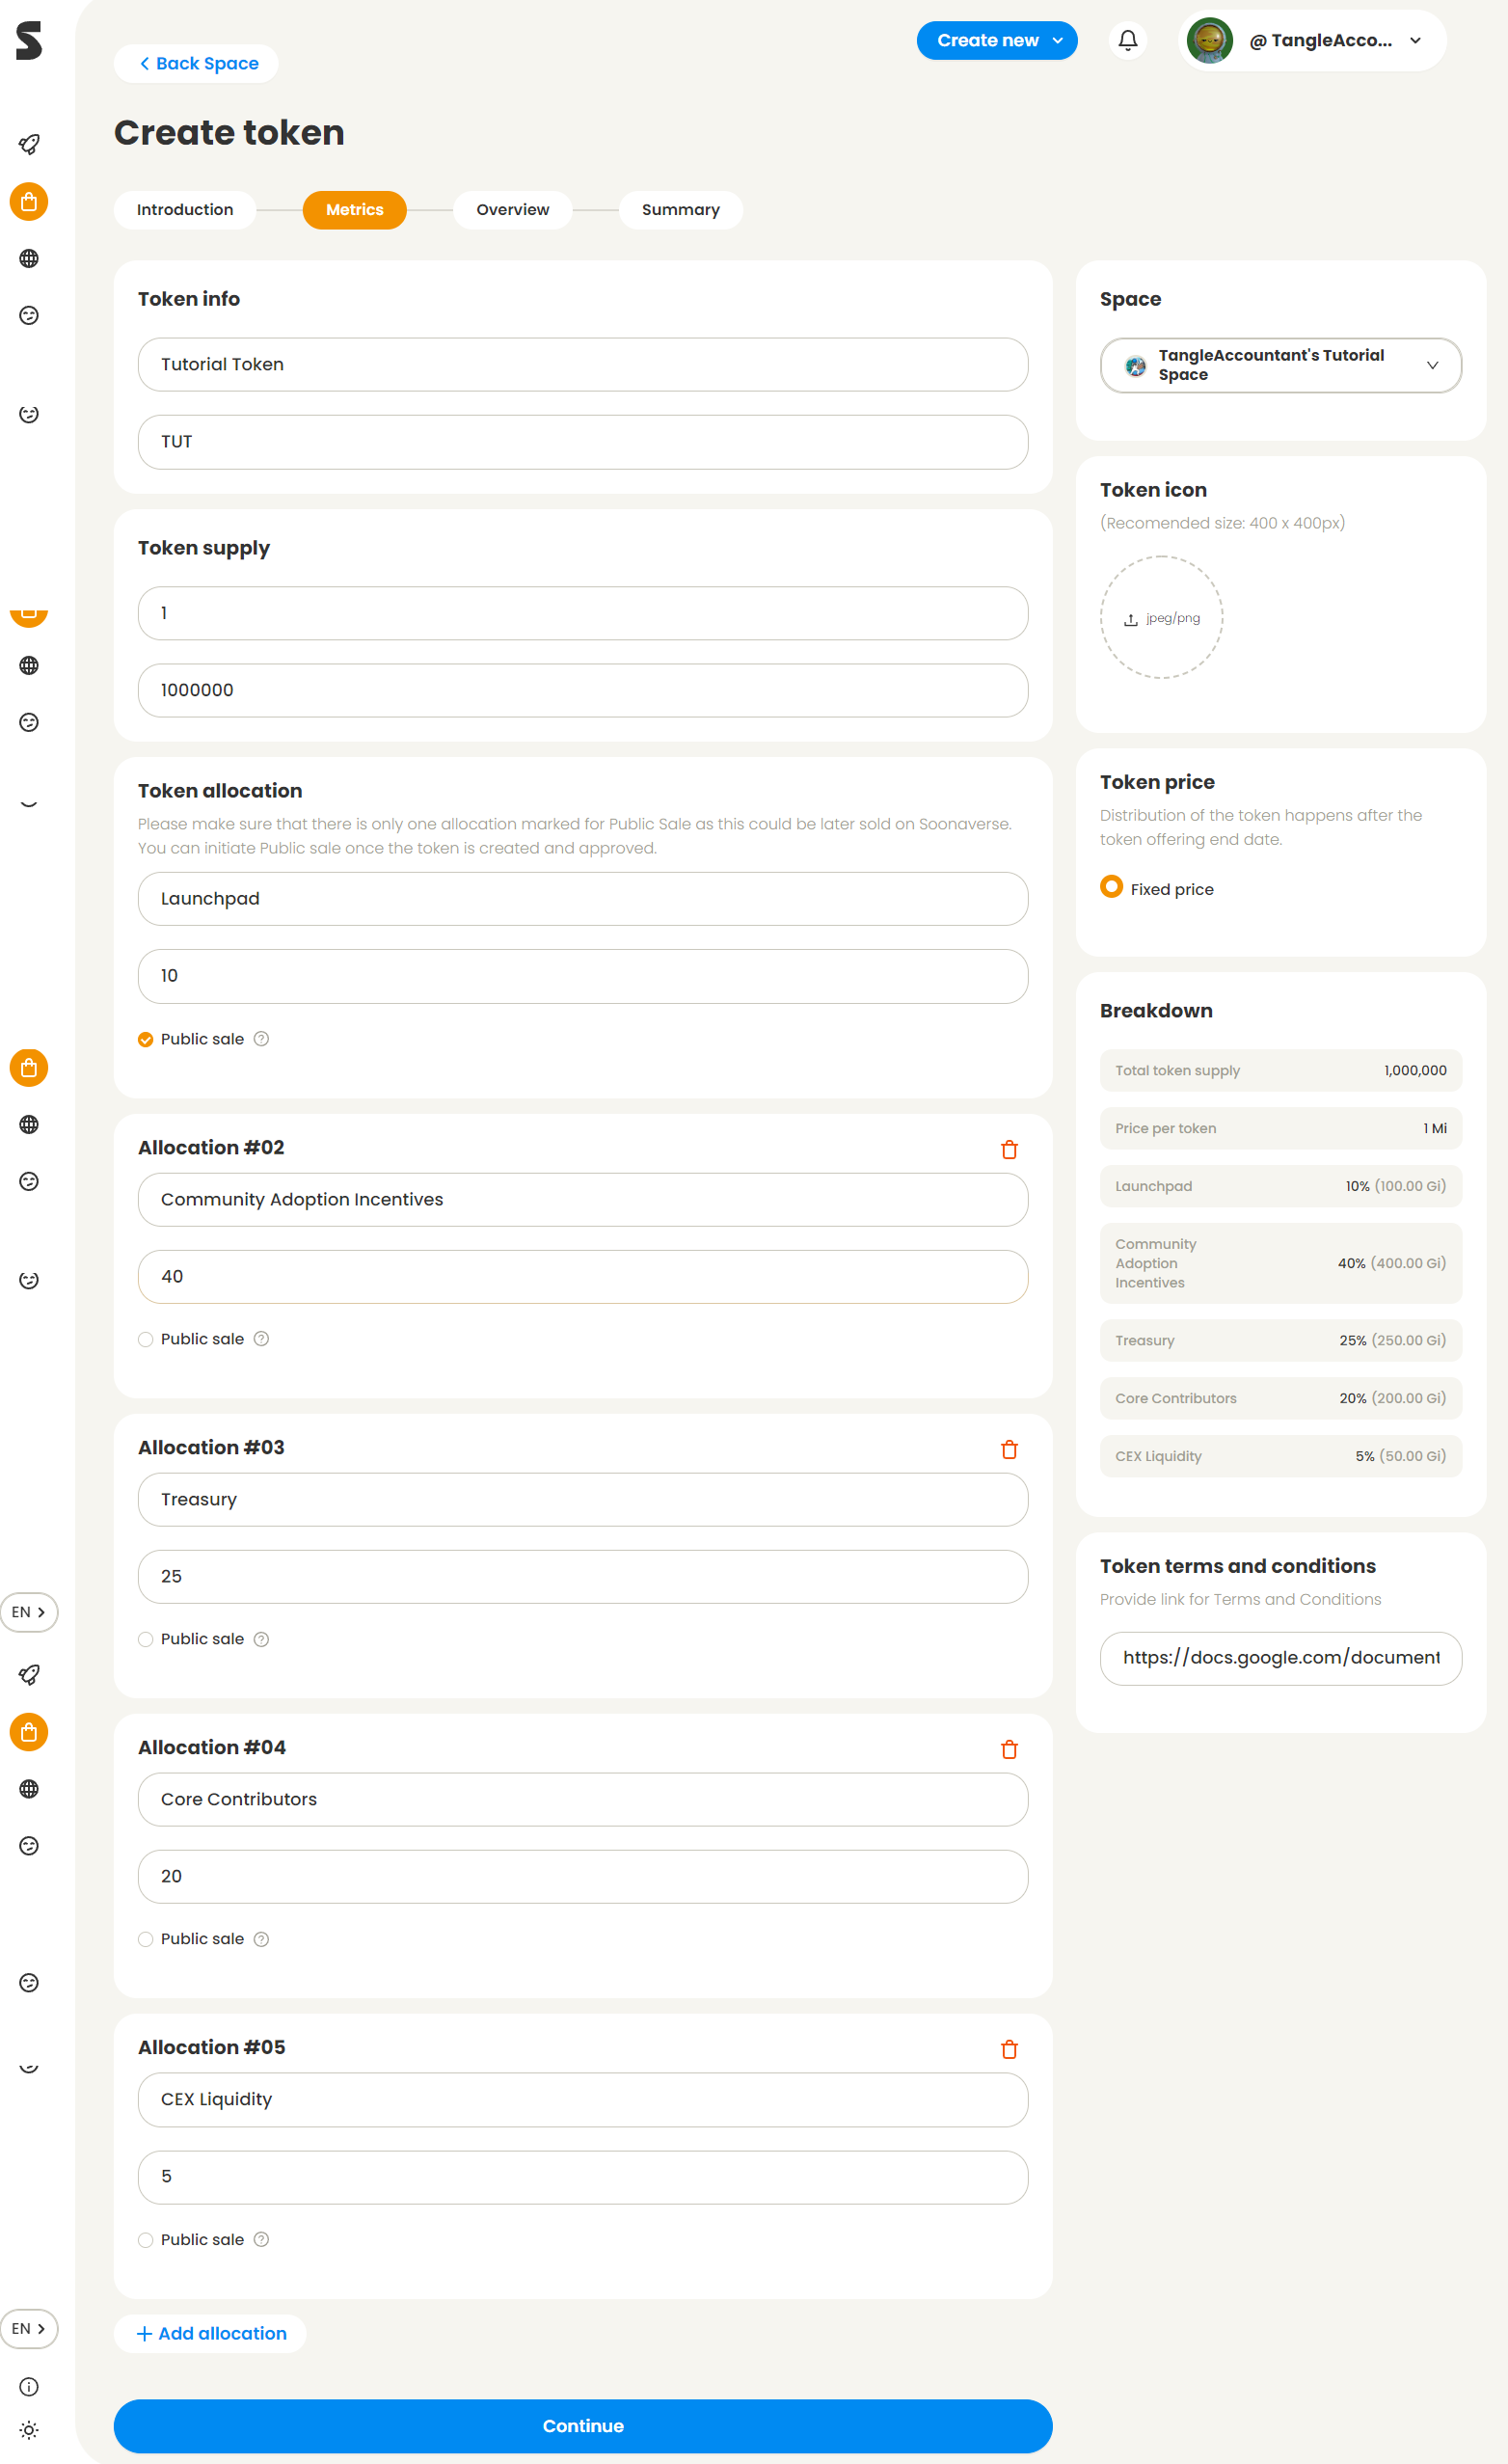 Back Space
Create new
@ TangleAcco...
Create token
Introduction
Metrics
Overview
Summary
Token info
Tutorial Token
TUT
Token supply
1
1000000
Token allocation
Please make sure that there is only one allocation marked for Public Sale as this could be later sold on Soonaverse.
You can initiate Public sale once the token is created and approved.
Launchpad
10
Public sale
Allocation #02
Community Adoption Incentives
40
Public sale
Allocation #03
Treasury
25
Public sale
Allocation #04
Core Contributors
20
Public sale
Allocation #05
CEX Liquidity
5
Public sale
Add allocation
Continue
Space
TangleAccountant's Tutorial
Space
Token icon
(Recomended size: 400 x 400px)
jpeg/png
Token price
Distribution of the token happens after the
token offering end date.
Fixed price
Breakdown
Total token supply 1,000,000
Price per token 1 Mi
Launchpad 10% (100.00 Gi)
Community
Adoption
Incentives
40% (400.00 Gi)
Treasury 25% (250.00 Gi)
Core Contributors 20% (200.00 Gi)
CEX Liquidity 5% (50.00 Gi)
Token terms and conditions
Provide link for Terms and Conditions
https://docs.google.com/document
EN
EN